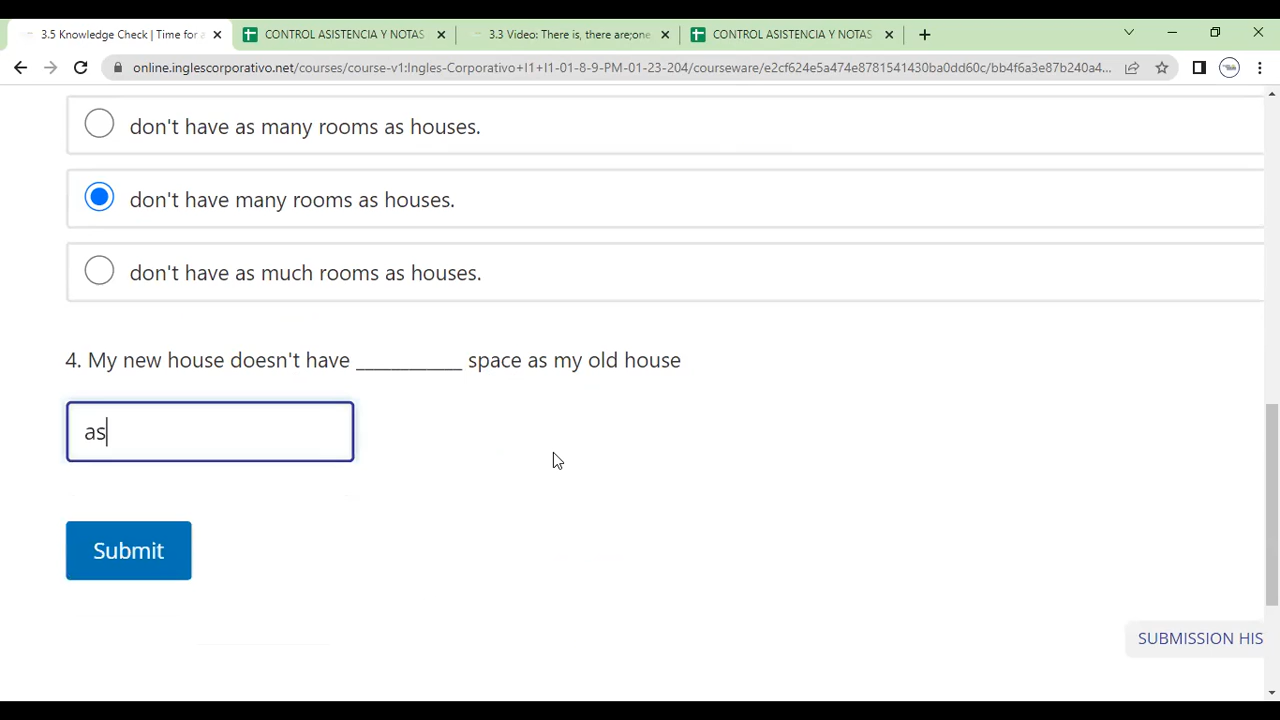 3.5 Knowledge Check | Time for a
CONTROL ASISTENCIA Y NOTAS
3.3 Video: There is, there are;one
CONTROL ASISTENCIA Y NOTAS
online.inglescorporativo.net/courses/course-v1:Ingles-Corporativo+I1+I1-01-8-9-PM-01-23-204/courseware/e2cf624e5a474e8781541430ba0dd60c/bb4f6a3e87b240a4...
don't have as many rooms as houses.
don't have many rooms as houses.
don't have as much rooms as houses.
4. My new house doesn't have ____________ space as my old house
as
Submit
SUBMISSION HIS